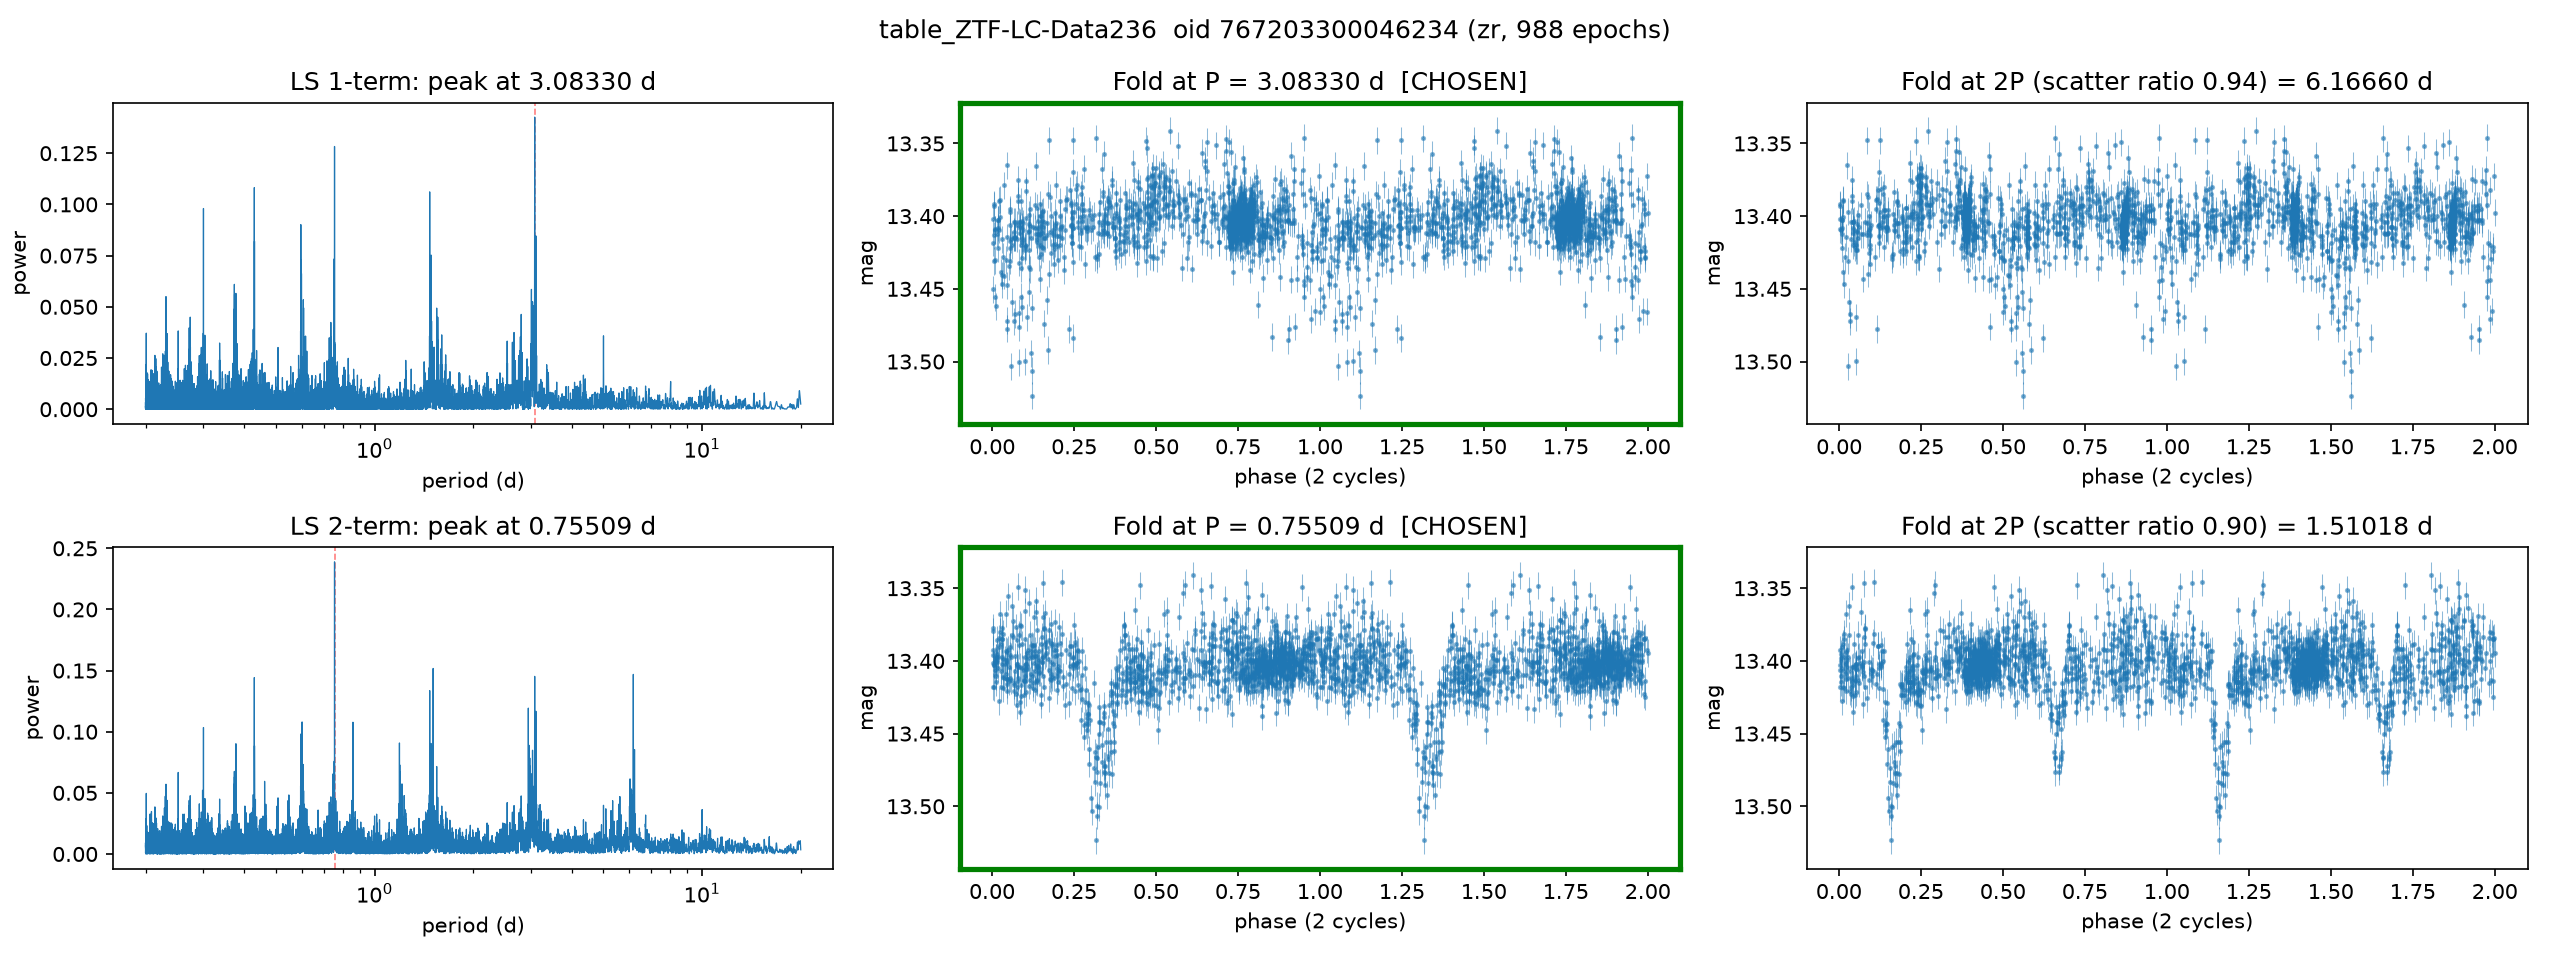 table_ZTF-LC-Data236  oid 767203300046234 (zr, 988 epochs)
LS 1-term: peak at 3.08330 d
power
0.125
0.100
0.075
0.050
0.025
0.000
10⁰
10¹
period (d)
Fold at P = 3.08330 d  [CHOSEN]
mag
13.35
13.40
13.45
13.50
0.00 0.25 0.50 0.75 1.00 1.25 1.50 1.75 2.00
phase (2 cycles)
Fold at 2P (scatter ratio 0.94) = 6.16660 d
mag
13.35
13.40
13.45
13.50
0.00 0.25 0.50 0.75 1.00 1.25 1.50 1.75 2.00
phase (2 cycles)
LS 2-term: peak at 0.75509 d
power
0.25
0.20
0.15
0.10
0.05
0.00
10⁰
10¹
period (d)
Fold at P = 0.75509 d  [CHOSEN]
mag
13.35
13.40
13.45
13.50
0.00 0.25 0.50 0.75 1.00 1.25 1.50 1.75 2.00
phase (2 cycles)
Fold at 2P (scatter ratio 0.90) = 1.51018 d
mag
13.35
13.40
13.45
13.50
0.00 0.25 0.50 0.75 1.00 1.25 1.50 1.75 2.00
phase (2 cycles)